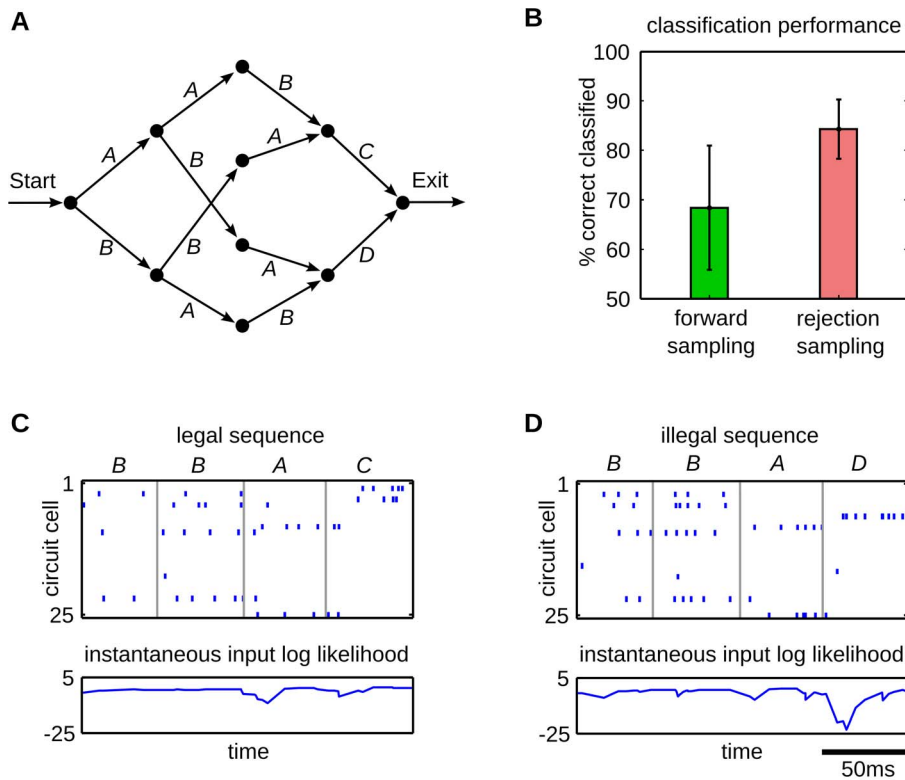 A
Start
A
A
B
B
B
A
B
A
A
B
C
D
Exit
B
classification performance
% correct classified
100
90
80
70
60
50
forward
sampling
rejection
sampling
C
legal sequence
B B A C
circuit cell
1
25
instantaneous input log likelihood
5
-25
time
D
illegal sequence
B B A D
circuit cell
1
25
instantaneous input log likelihood
5
-25
time
50ms